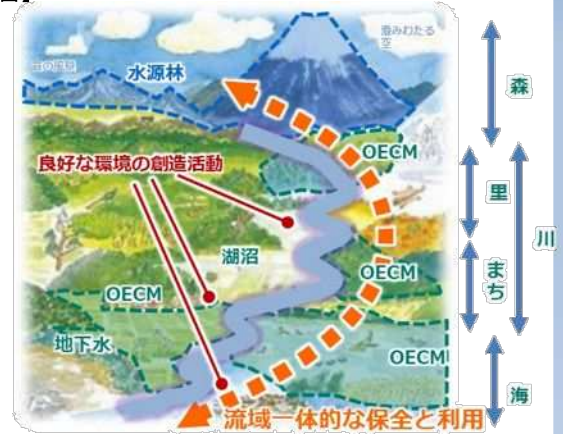 澄みわたる
空
水源林
森
OECM
良好な環境の創造活動
里
川
湖沼
OECM
まち
OECM
地下水
OECM
海
流域一体的な保全と利用